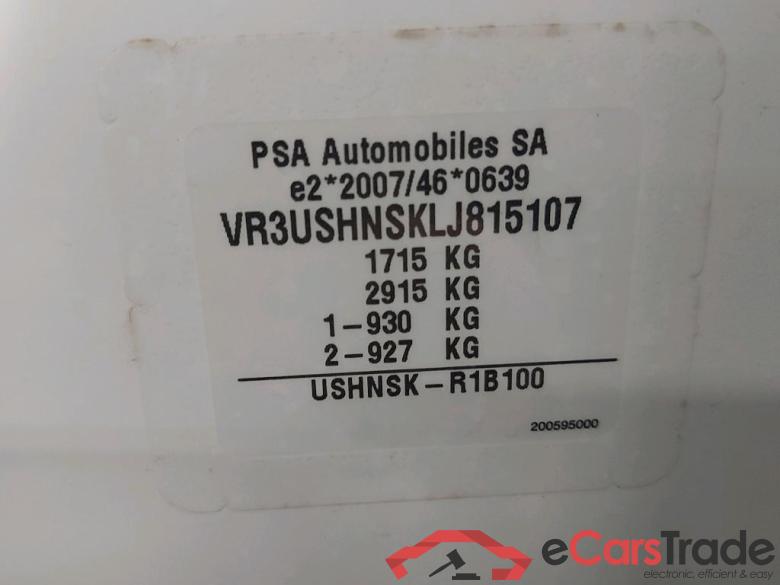 PSA Automobiles SA
e2*2007/46*0639
VR3USHNSKLJ815107
1715 KG
2915 KG
1-930 KG
2-927 KG
USHNSK-R1B100
200595000
eCarsTrade
electronic, efficient & easy